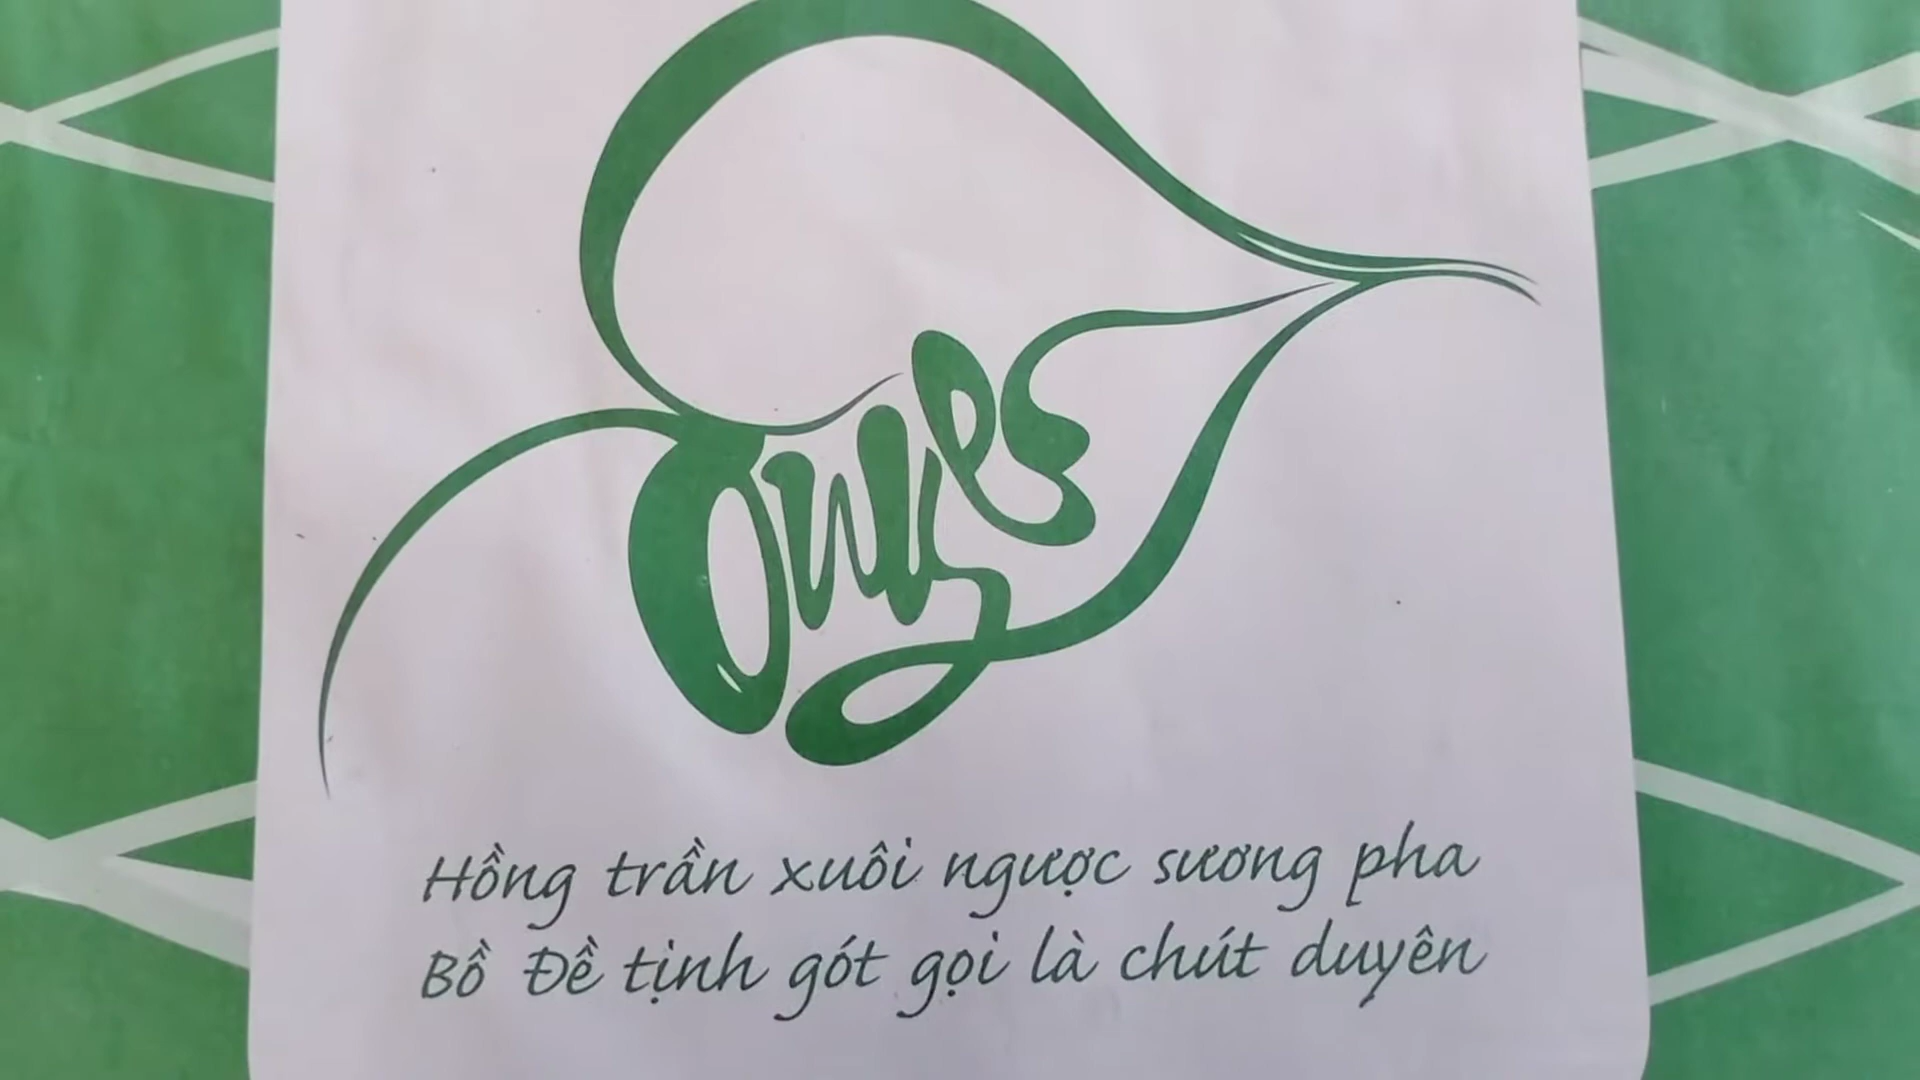 Hồng trần xuôi ngược sương pha
Bồ Đề tịnh gót gọi là chút duyên